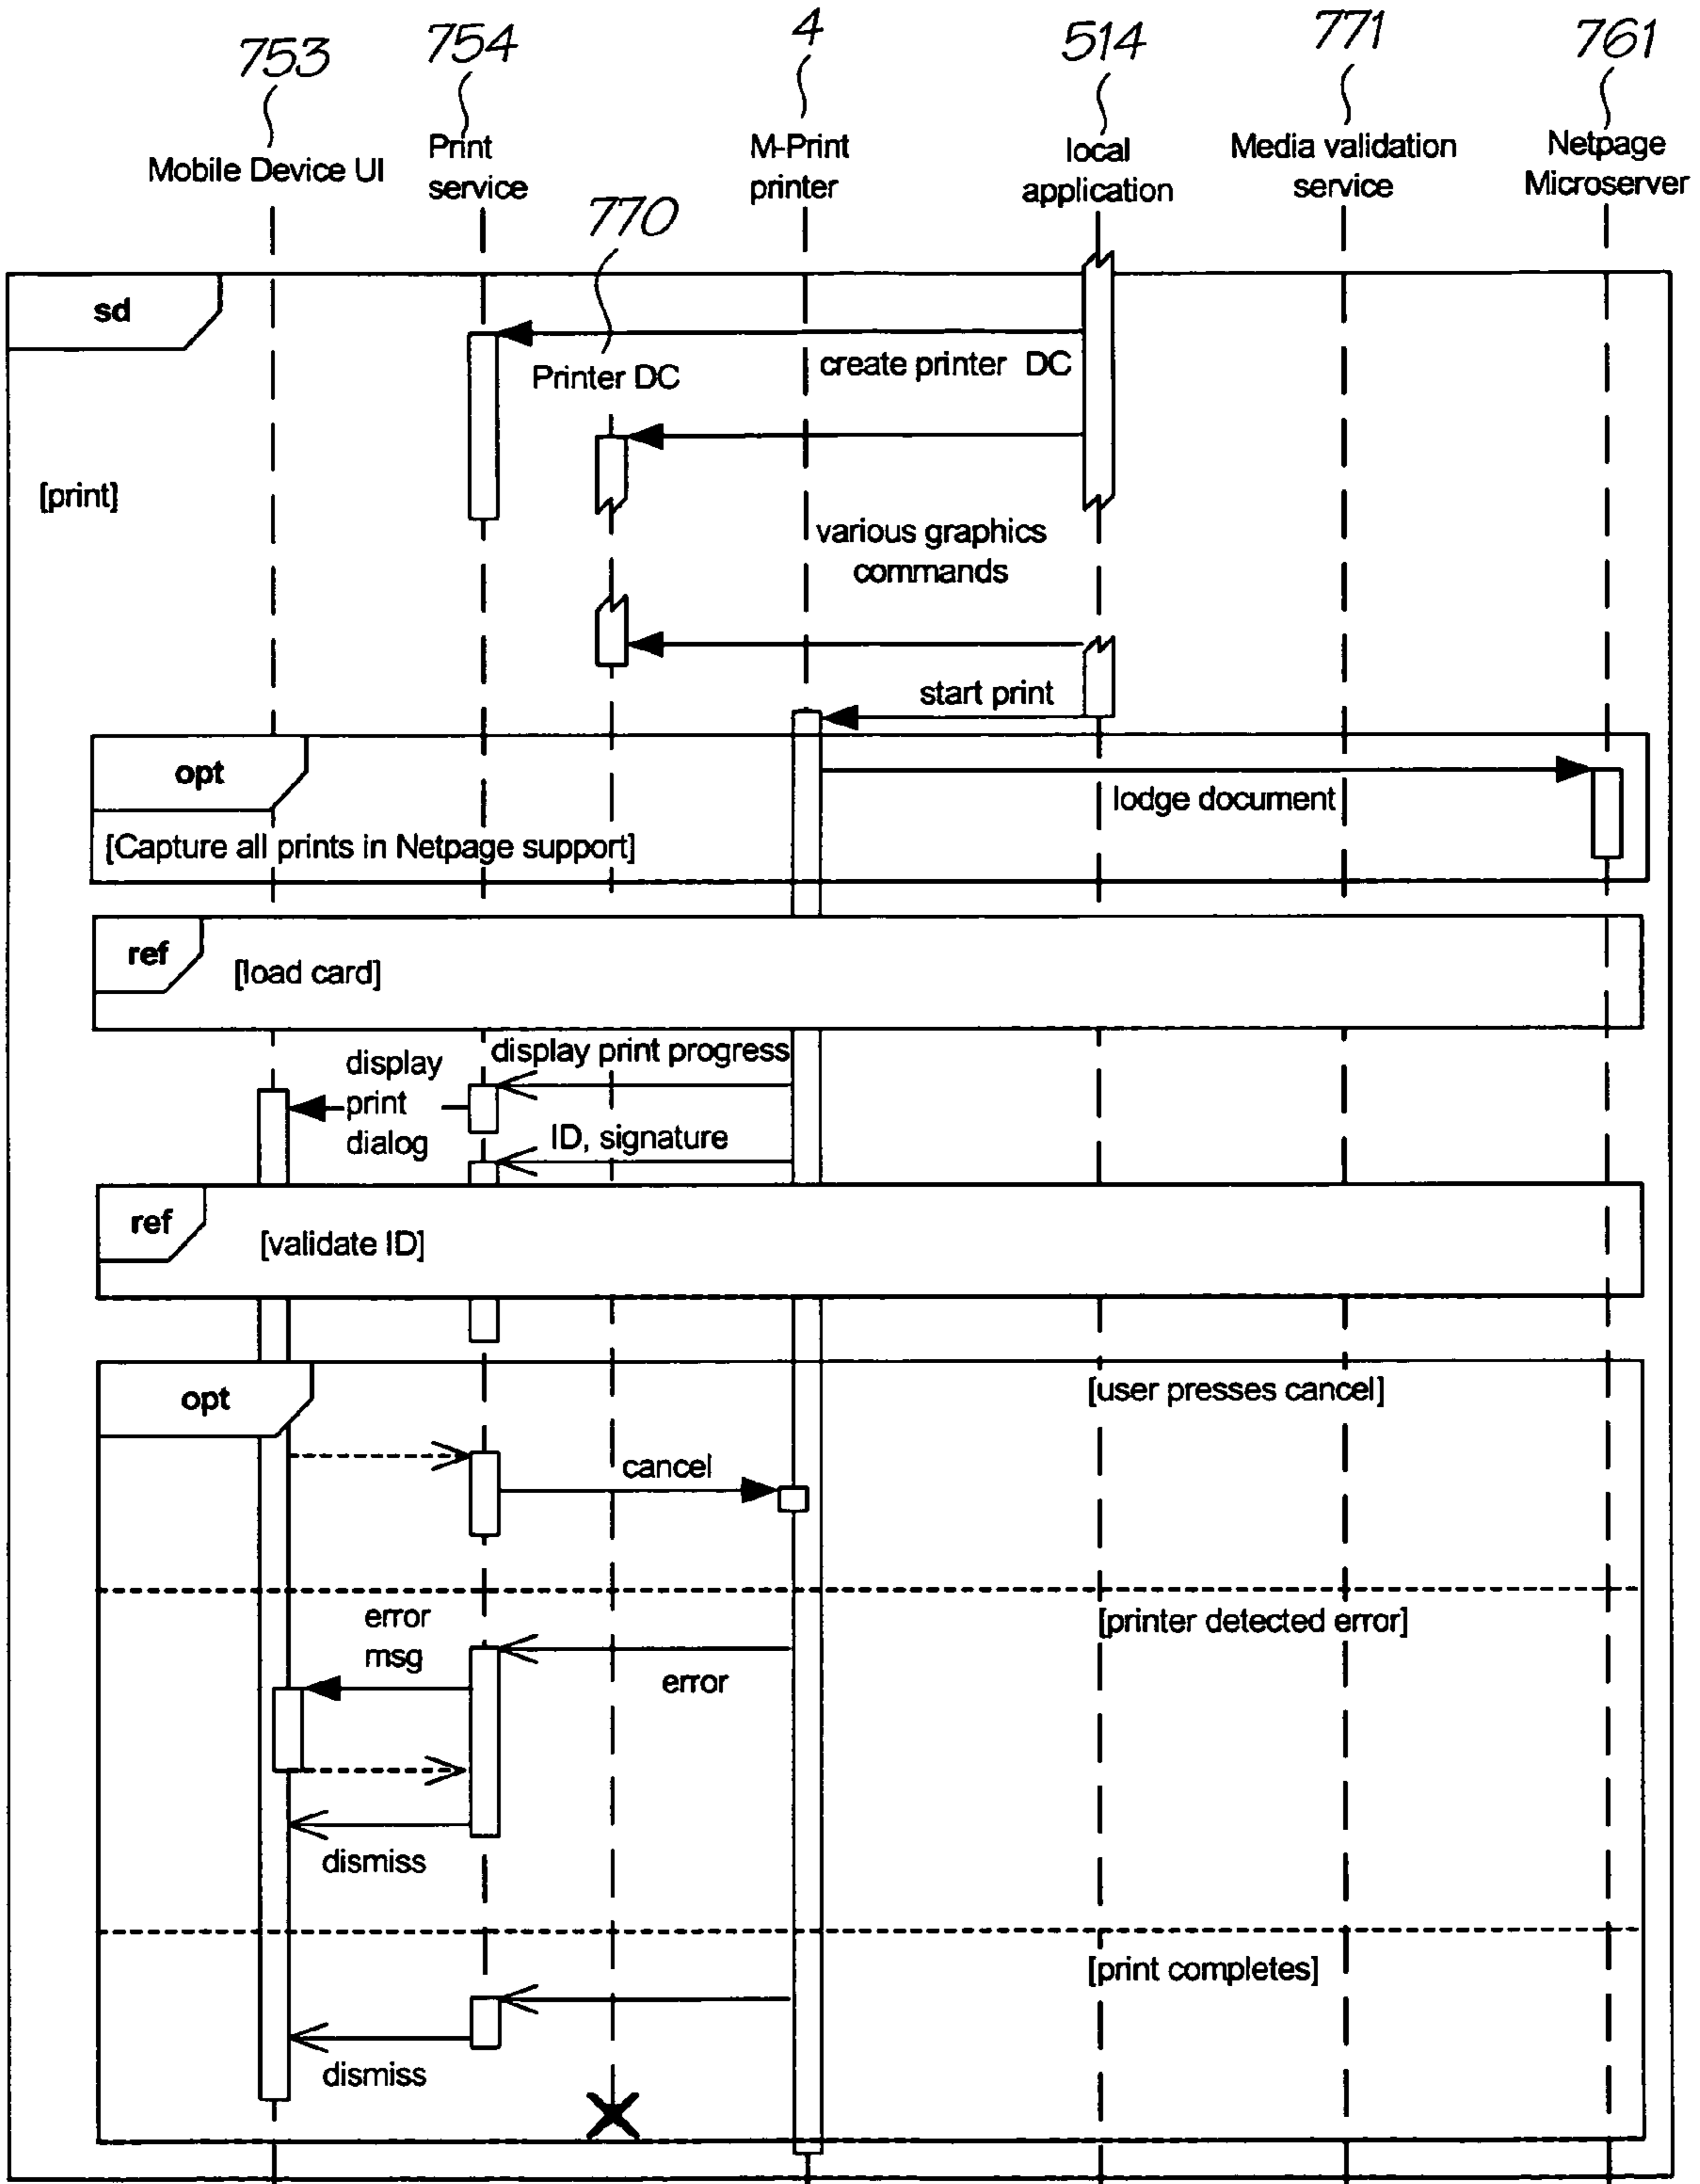 753
754
4
514
771
761
Mobile Device UI
Print
service
M-Print
printer
local
application
Media validation
service
Netpage
Microserver
770
sd
Printer DC
create printer DC
[print]
various graphics
commands
start print
opt
lodge document
[Capture all prints in Netpage support]
ref
[load card]
display print progress
display
print
dialog
ID, signature
ref
[validate ID]
opt
[user presses cancel]
cancel
error
msg
[printer detected error]
error
dismiss
[print completes]
dismiss